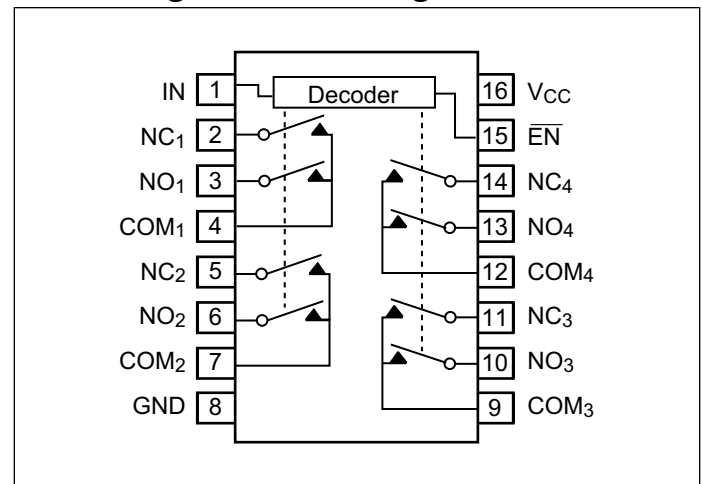 IN 1 Decoder 16 VCC
NC1 2 15 EN
NO1 3 14 NC4
COM1 4 13 NO4
NC2 5 12 COM4
NO2 6 11 NC3
COM2 7 10 NO3
GND 8 9 COM3